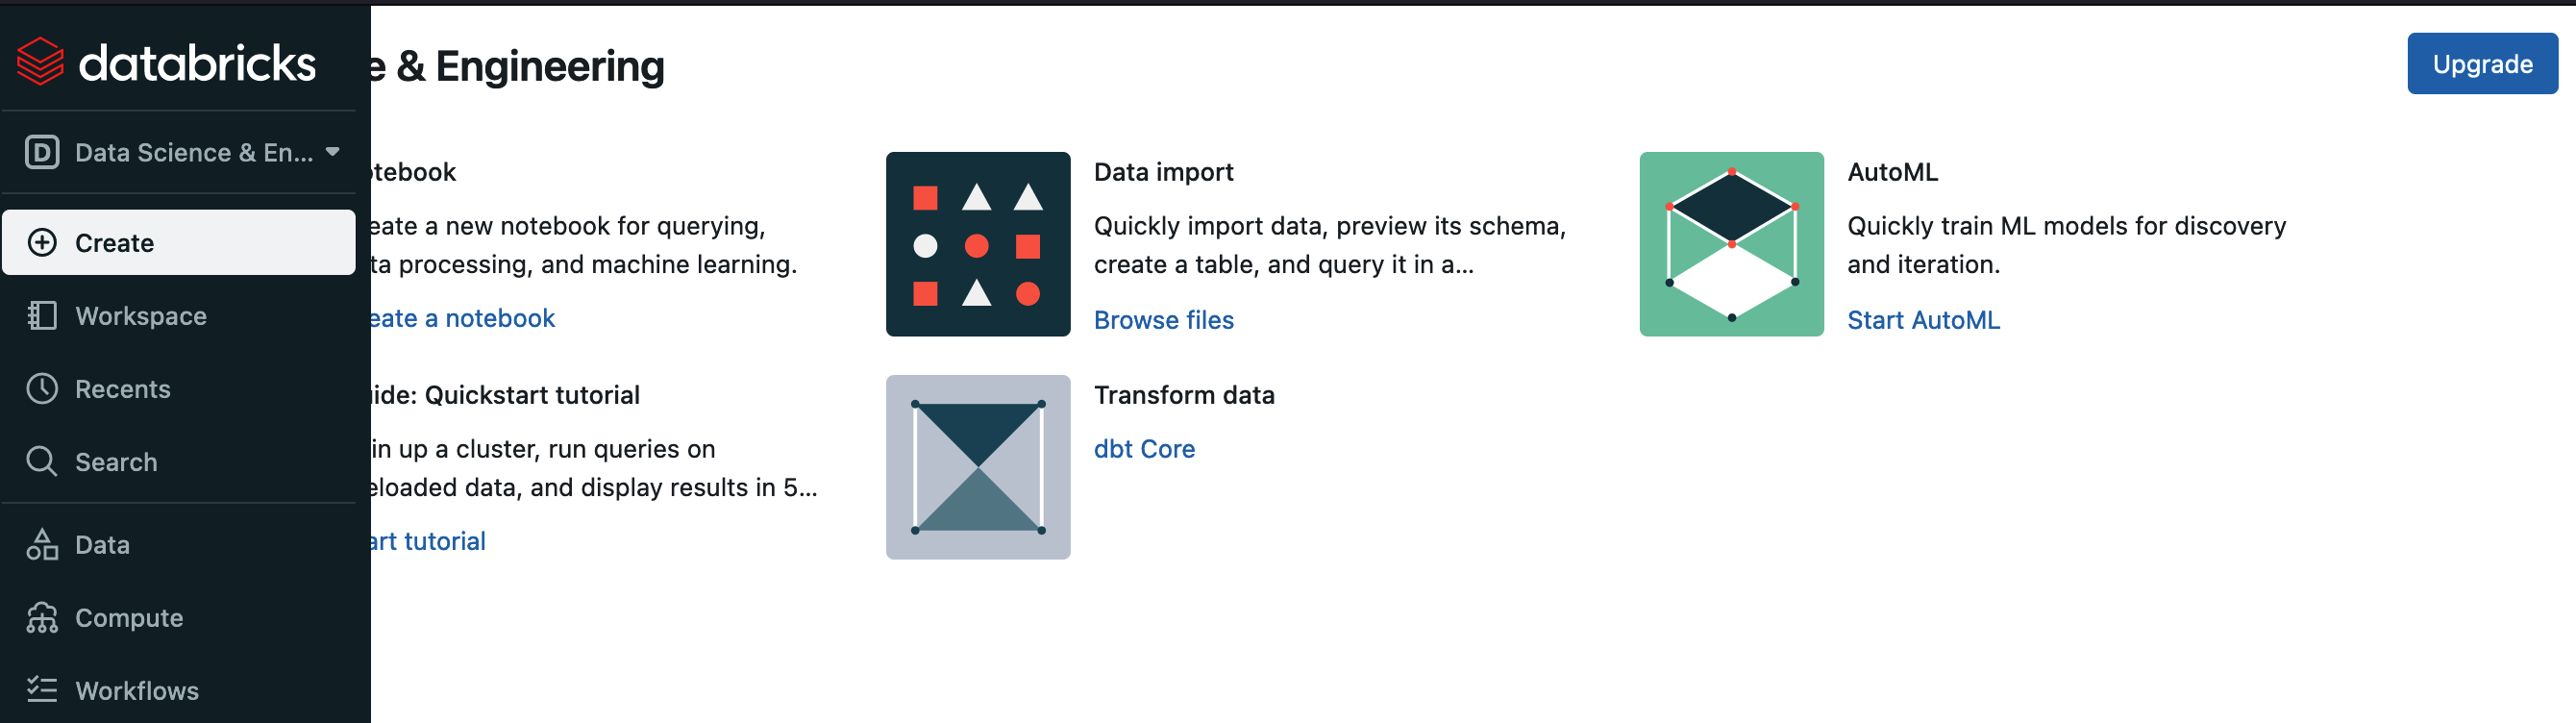 databricks
Data Science & En...
Create
Workspace
Recents
Search
Data
Compute
Workflows
e & Engineering
Upgrade
otebook
eate a new notebook for querying,
ta processing, and machine learning.
eate a notebook
Data import
Quickly import data, preview its schema,
create a table, and query it in a...
Browse files
AutoML
Quickly train ML models for discovery
and iteration.
Start AutoML
ide: Quickstart tutorial
in up a cluster, run queries on
eloaded data, and display results in 5...
art tutorial
Transform data
dbt Core